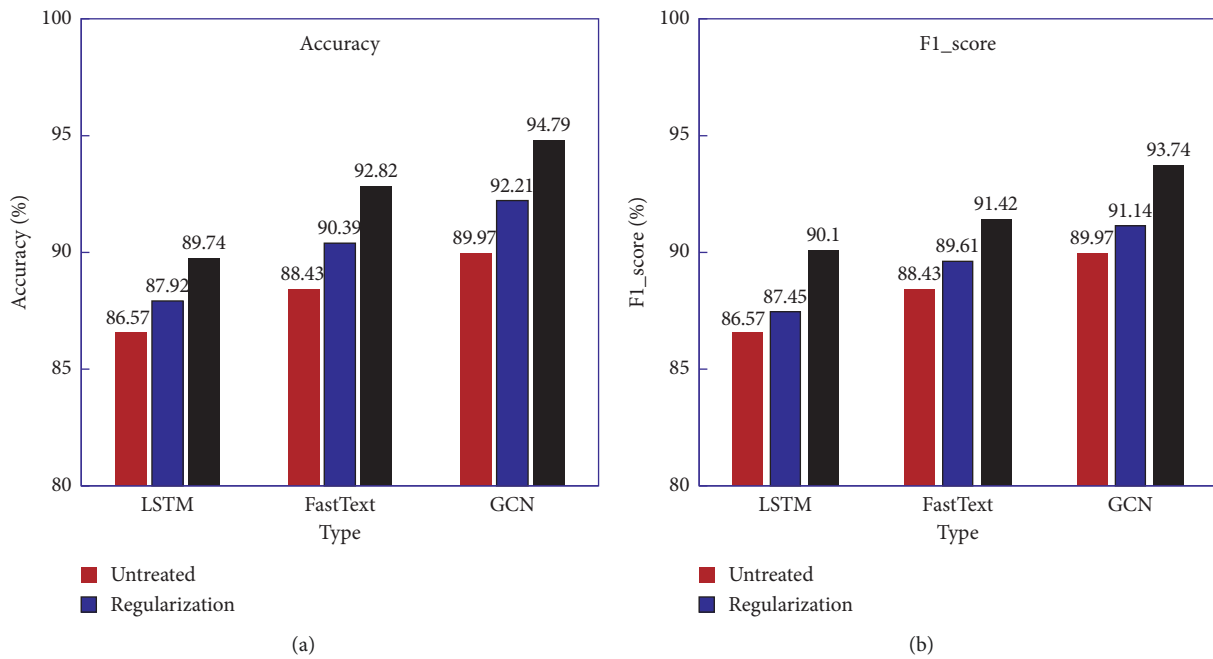 100
Accuracy
95
90
85
80
Accuracy (%)
94.79
92.82
92.21
90.39
89.74
89.97
88.43
87.92
86.57
LSTM FastText GCN
Type
Untreated
Regularization
(a)
100
F1_score
95
90
85
80
F1_score (%)
93.74
91.42
91.14
90.1
89.61
89.97
88.43
87.45
86.57
LSTM FastText GCN
Type
Untreated
Regularization
(b)